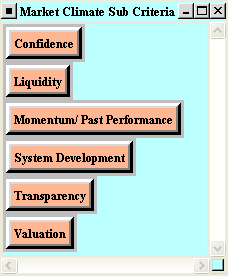 Market Climate Sub Criteria
Confidence
Liquidity
Momentum/ Past Performance
System Development
Transparency
Valuation